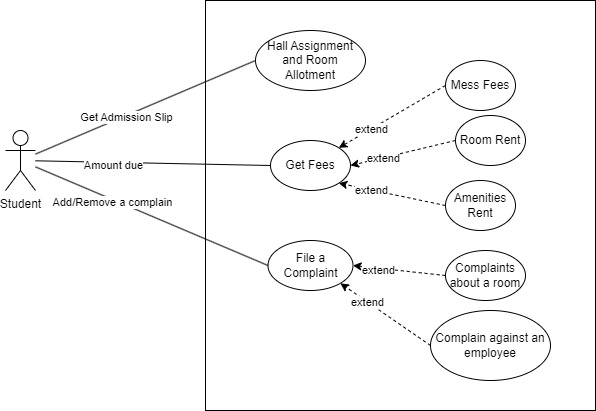 Hall Assignment
and Room
Allotment
Mess Fees
Get Admission Slip
extend
Room Rent
Amount due
Get Fees
extend
extend
Amenities
Rent
Student
Add/Remove a complain
File a
Complaint
extend
Complaints
about a room
extend
Complain against an
employee